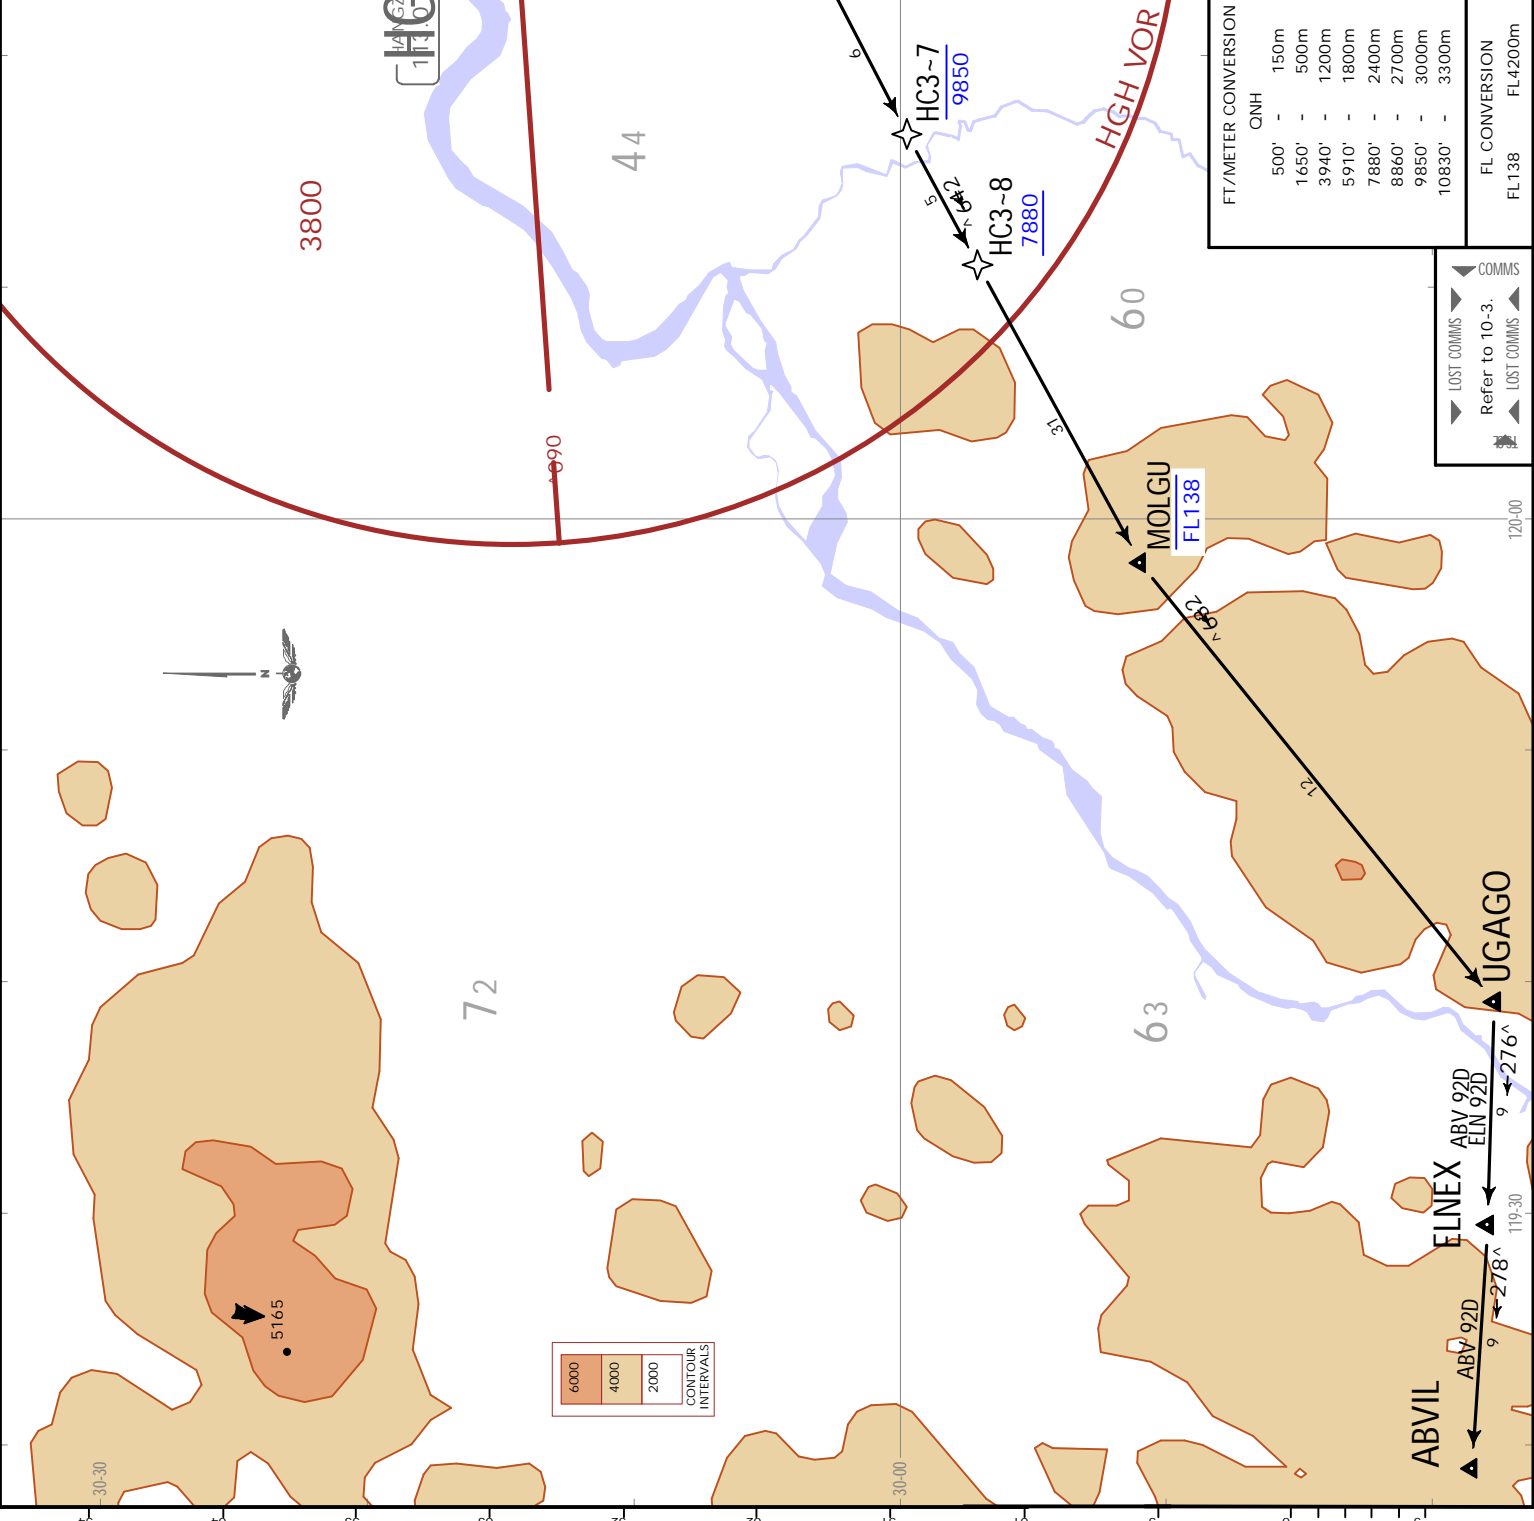 3800
44
HC3~7
9850
HGH VOR
6
5
HC3~8
7880
60
31
090
MOLGU
FL138
12
N
72
63
UGAGO
ABV 92D
ELN 92D
276^
9
ELNEX
278^
ABV 92D
9
ABVIL
5165
6000
4000
2000
CONTOUR
INTERVALS
30-30
30-00
120-00
119-30
FT/METER CONVERSION
QNH
500' - 150m
1650' - 500m
3940' - 1200m
5910' - 1800m
7880' - 2400m
8860' - 2700m
9850' - 3000m
10830' - 3300m
FL CONVERSION
FL138 FL4200m
LOST COMMS
COMMS
Refer to 10-3.
LOST COMMS